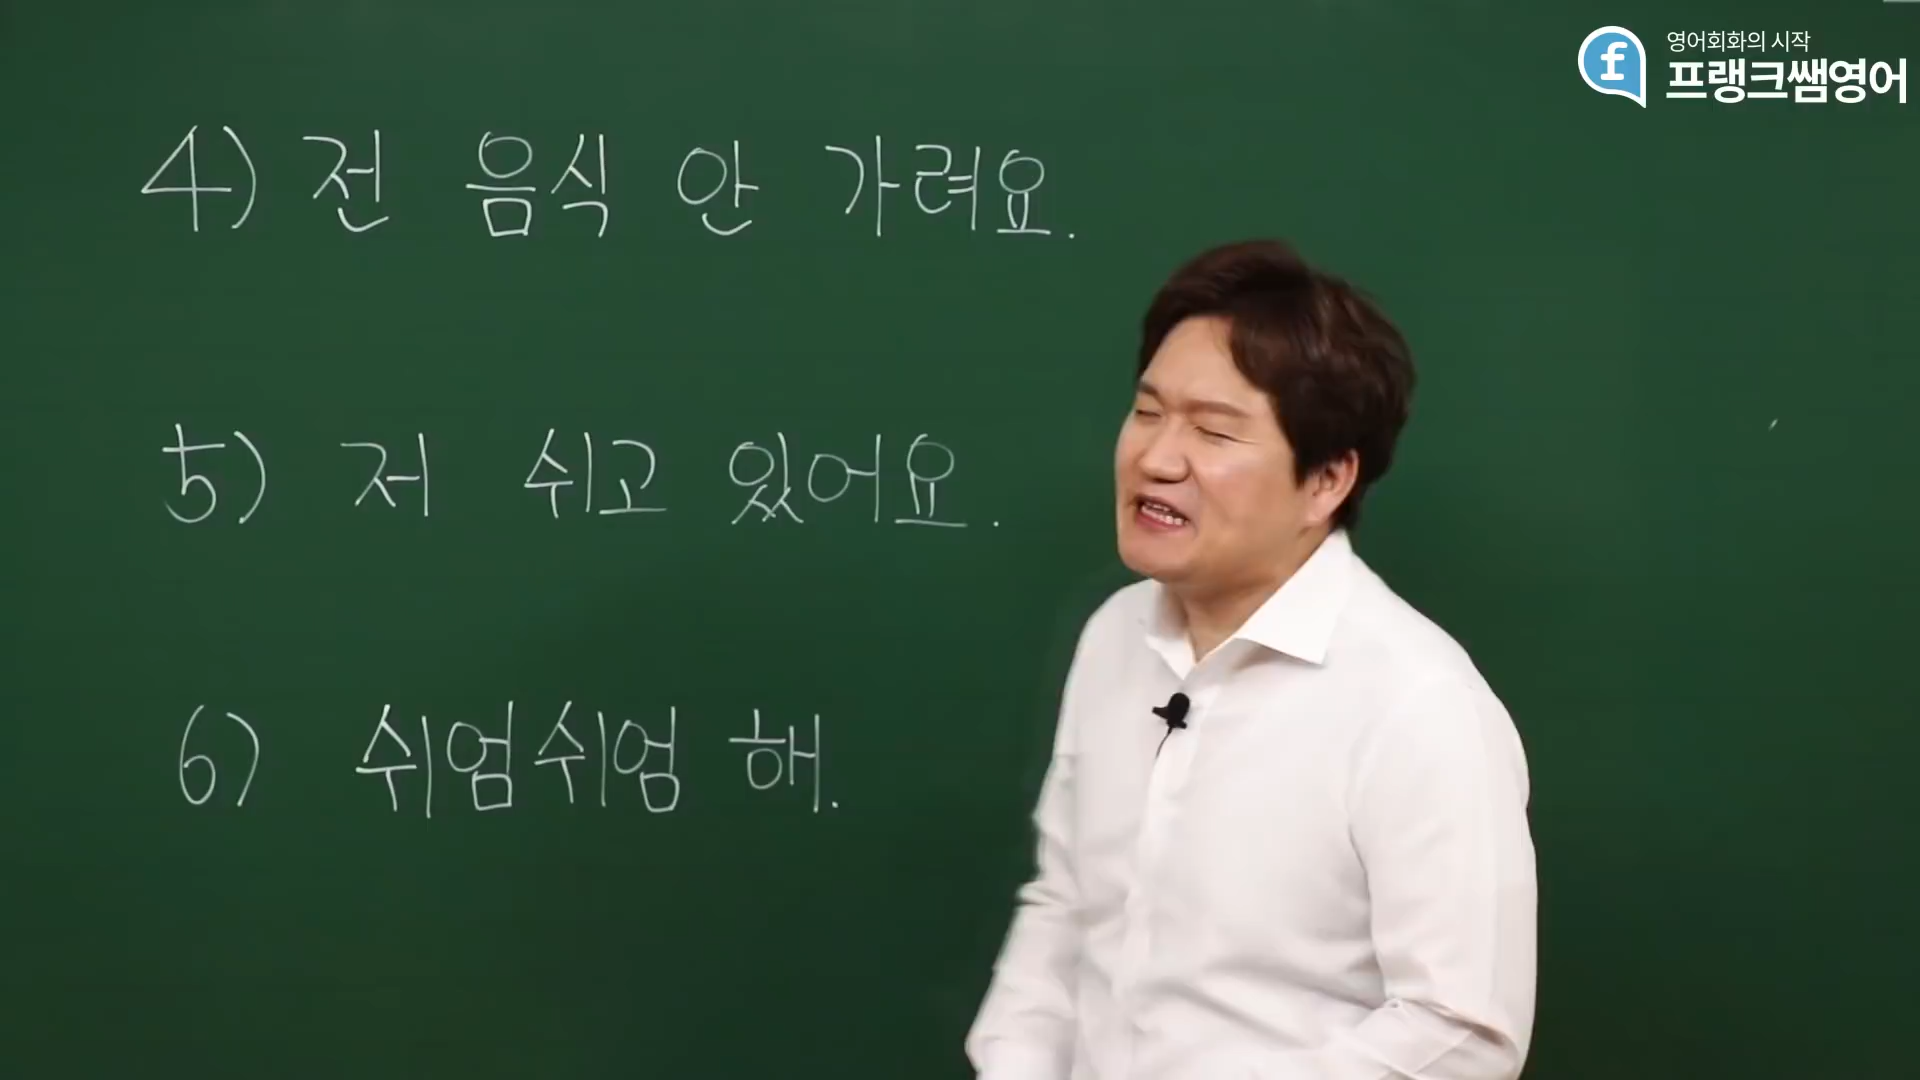 영어회화의 시작
프랭크쌤영어
4) 전 음식 안 가려요.
5) 저 쉬고 있어요.
6) 쉬엄쉬엄 해.